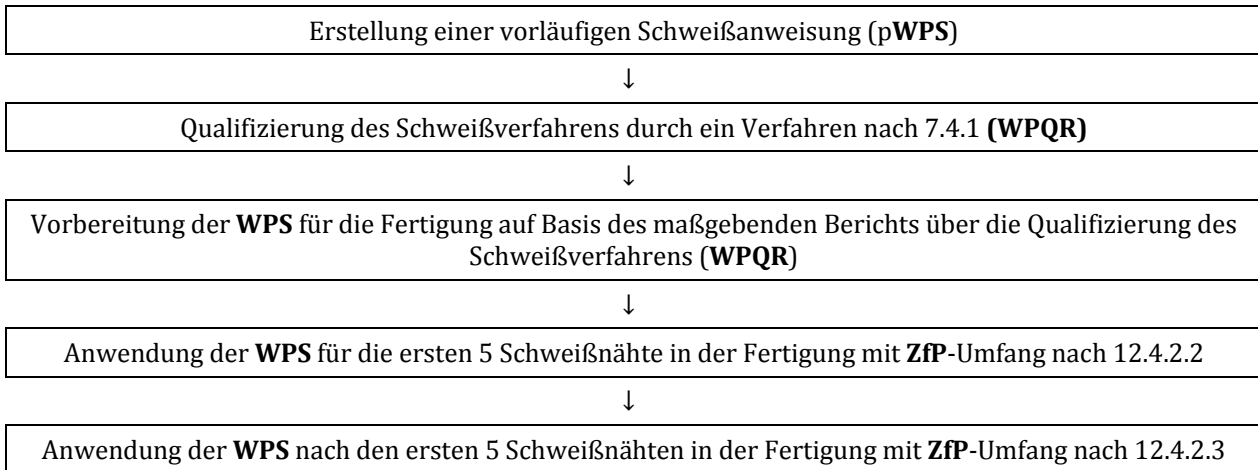 Erstellung einer vorläufigen Schweißanweisung (pWPS)
↓
Qualifizierung des Schweißverfahrens durch ein Verfahren nach 7.4.1 (WPQR)
↓
Vorbereitung der WPS für die Fertigung auf Basis des maßgebenden Berichts über die Qualifizierung des
Schweißverfahrens (WPQR)
↓
Anwendung der WPS für die ersten 5 Schweißnähte in der Fertigung mit ZfP-Umfang nach 12.4.2.2
↓
Anwendung der WPS nach den ersten 5 Schweißnähten in der Fertigung mit ZfP-Umfang nach 12.4.2.3